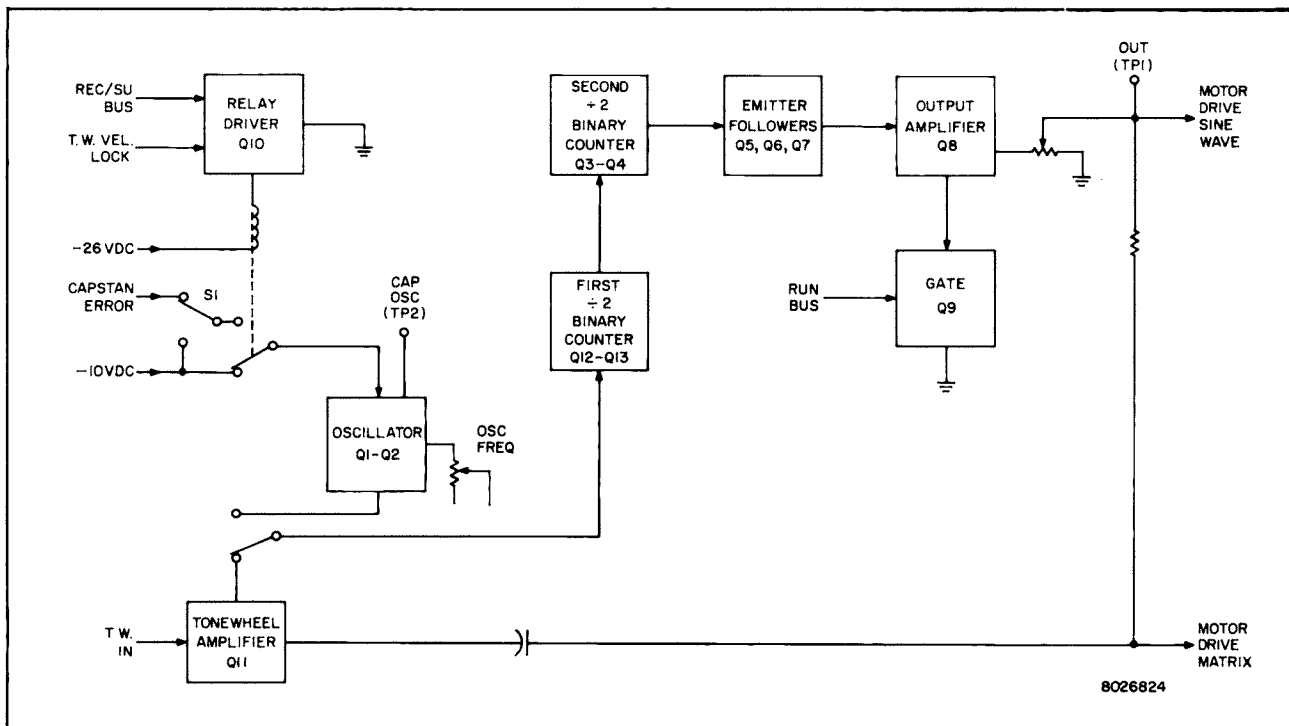 REC/SU
BUS
T.W. VEL.
LOCK
RELAY
DRIVER
Q10
-26 VDC
CAPSTAN
ERROR
S1
-10VDC
CAP
OSC
(TP2)
OSCILLATOR
Q1-Q2
OSC
FREQ
T.W.
IN
TONEWHEEL
AMPLIFIER
Q11
SECOND
÷2
BINARY
COUNTER
Q3-Q4
FIRST
÷2
BINARY
COUNTER
Q12-Q13
EMITTER
FOLLOWERS
Q5, Q6, Q7
OUTPUT
AMPLIFIER
Q8
RUN
BUS
GATE
Q9
OUT
(TP1)
MOTOR
DRIVE
SINE
WAVE
MOTOR
DRIVE
MATRIX
8026824